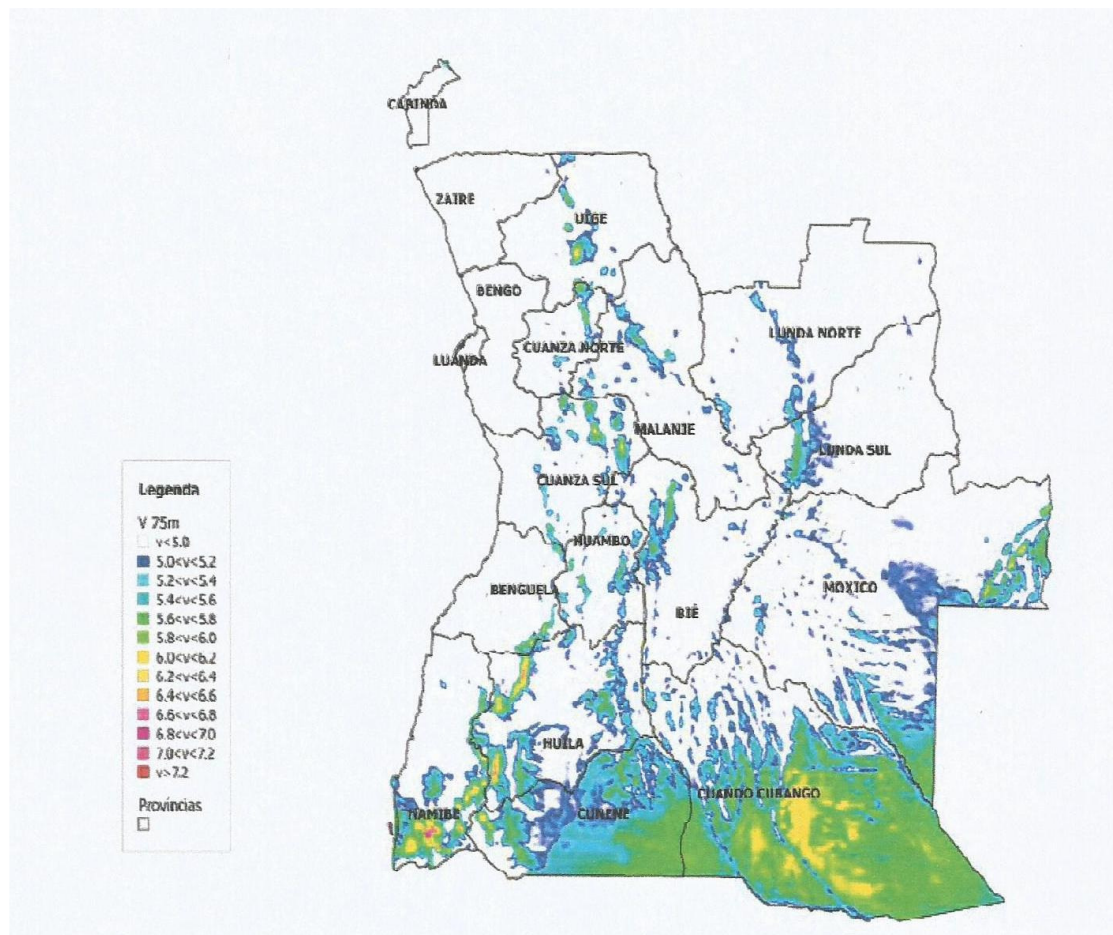 CABINDA
ZAIRE
UIGE
BENGO
LUNDA NORTE
CUANZA NORTE
LUANDA
MALANJE
LUNDA SUL
CUANZA SUL
HUAMBO
BENGUELA
MOXICO
BIÉ
HUILA
CUANDO CUBANGO
NAMIBE
CUNENE
Legenda
V 75m
v<5.0
5.0<v<5.2
5.2<v<5.4
5.4<v<5.6
5.6<v<5.8
5.8<v<6.0
6.0<v<6.2
6.2<v<6.4
6.4<v<6.6
6.6<v<6.8
6.8<v<7.0
7.0<v<7.2
v>7.2
Províncias